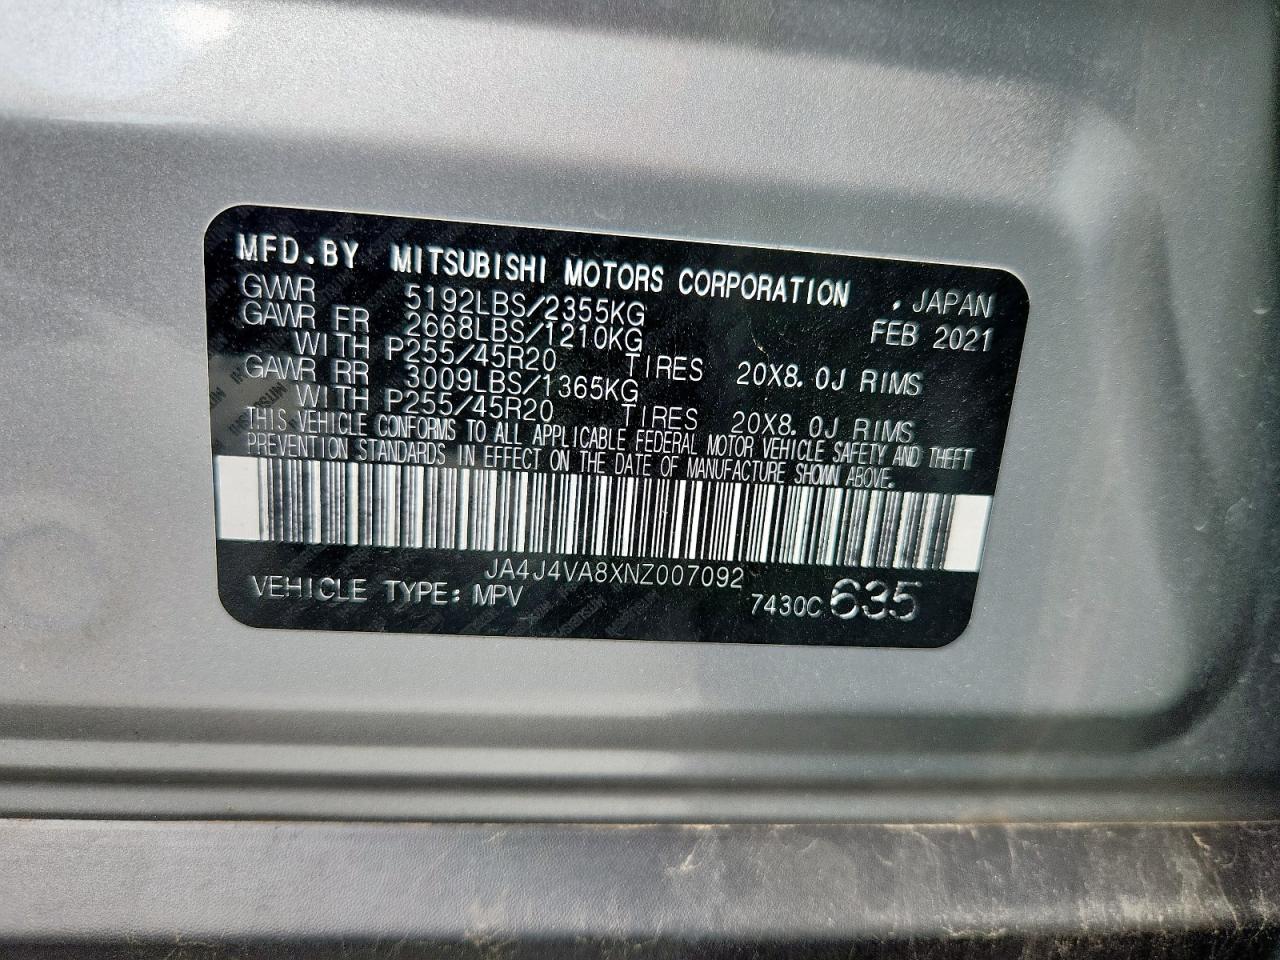 MFD.BY MITSUBISHI MOTORS CORPORATION , JAPAN
GWWR 5192LBS/2355KG FEB 2021
GAWR FR 2668LBS/1210KG
WITH P255/45R20 TIRES 20X8.0J RIMS
GAWR RR 3009LBS/1365KG
WITH P255/45R20 TIRES 20X8.0J RIMS
THIS VEHICLE CONFORMS TO ALL APPLICABLE FEDERAL MOTOR VEHICLE SAFETY AND THEFT
PREVENTION STANDARDS IN EFFECT ON THE DATE OF MANUFACTURE SHOWN ABOVE.
JA4J4VA8XNZ007092
VEHICLE TYPE: MPV 7430C 635